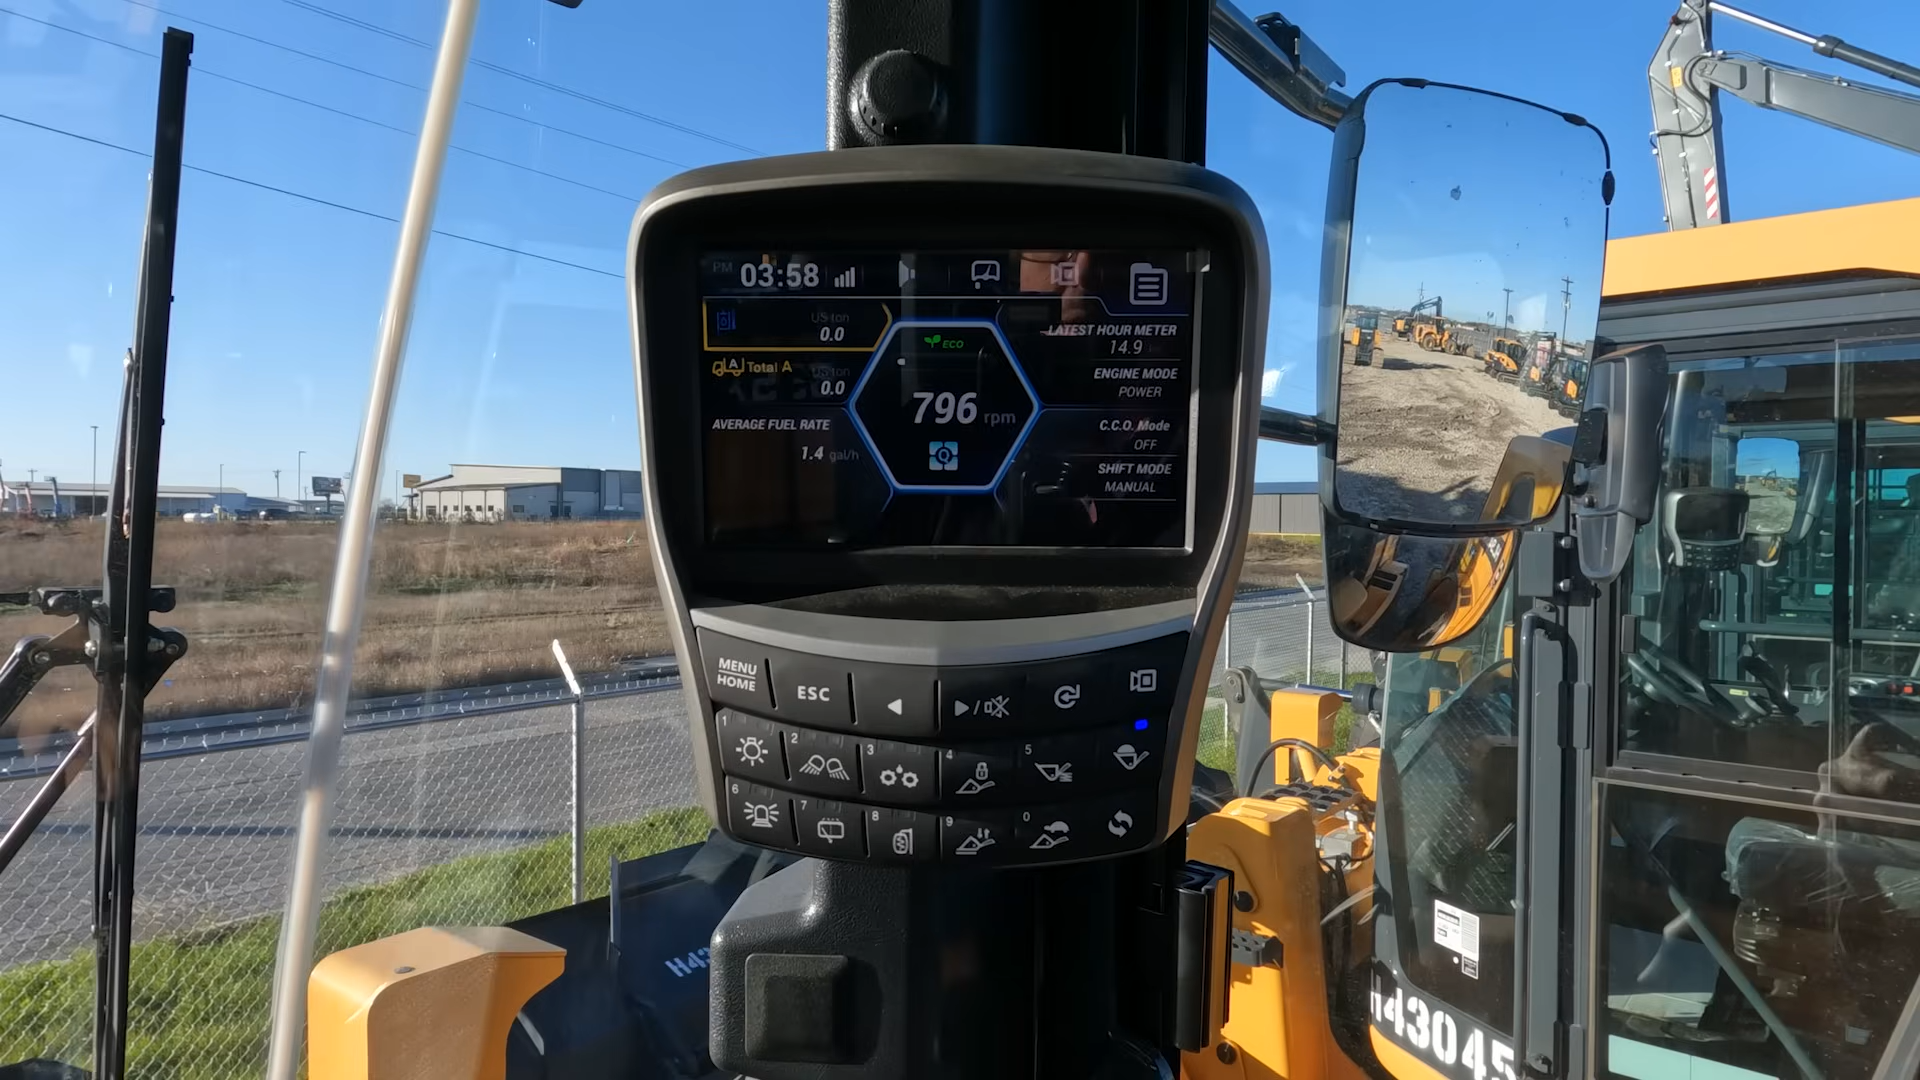 PM 03:58
US ton
0.0
A Total A
US ton
0.0
AVERAGE FUEL RATE
1.4 gal/h
ECO
796 rpm
Q
LATEST HOUR METER
14.9
ENGINE MODE
POWER
C.C.O. Mode
OFF
SHIFT MODE
MANUAL
MENU
HOME
ESC
1
2
3
4
5
6
7
8
9
0
H43
H43045